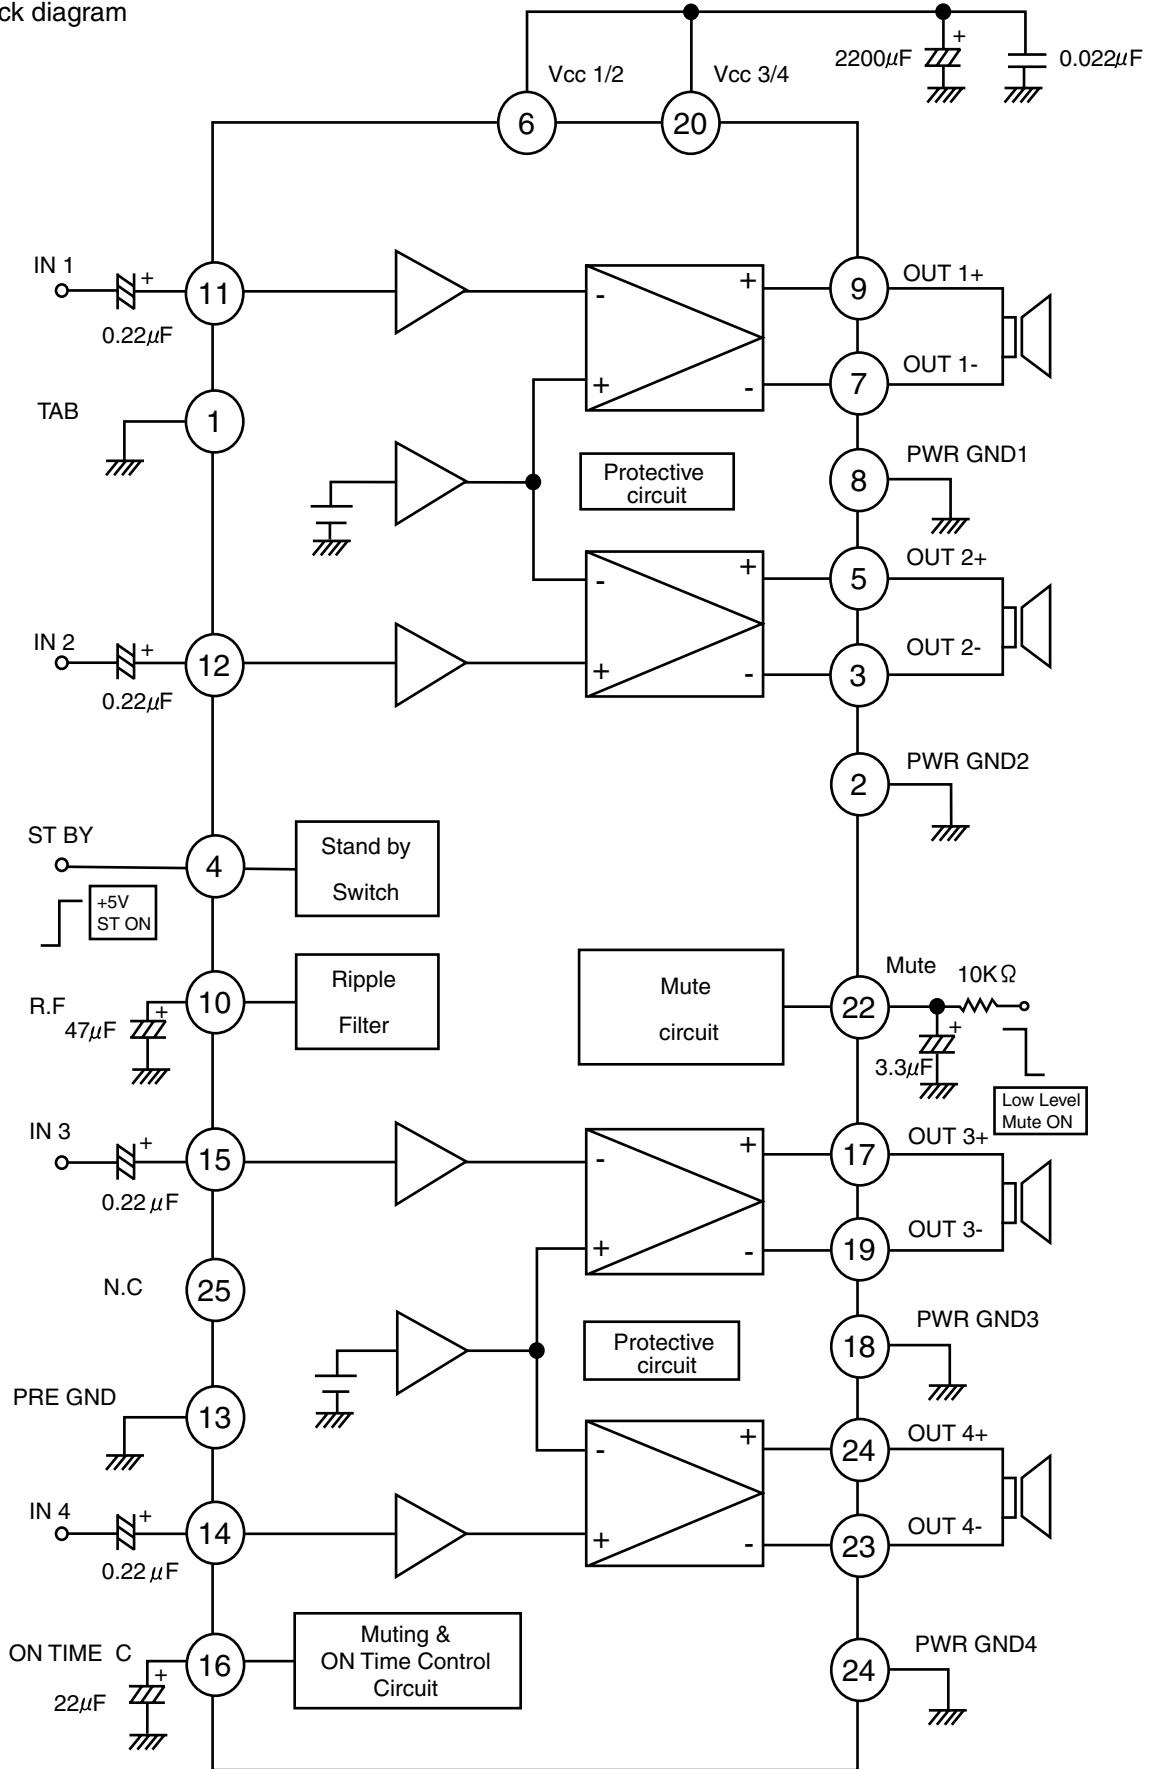 ck diagram
Vcc 1/2
Vcc 3/4
2200µF
+
0.022µF
6
20
IN 1
+
0.22µF
11
-
+
+
-
9
OUT 1+
7
OUT 1-
TAB
1
Protective
circuit
8
PWR GND1
IN 2
+
0.22µF
12
-
+
+
-
5
OUT 2+
3
OUT 2-
2
PWR GND2
ST BY
4
+5V
ST ON
Stand by
Switch
R.F
47µF
+
10
Ripple
Filter
Mute
circuit
22
Mute
10KΩ
+
3.3µF
Low Level
Mute ON
IN 3
+
0.22 µF
15
-
+
+
-
17
OUT 3+
19
OUT 3-
N.C
25
Protective
circuit
18
PWR GND3
PRE GND
13
IN 4
+
0.22 µF
14
-
+
+
-
24
OUT 4+
23
OUT 4-
ON TIME C
+
22µF
16
Muting &
ON Time Control
Circuit
24
PWR GND4